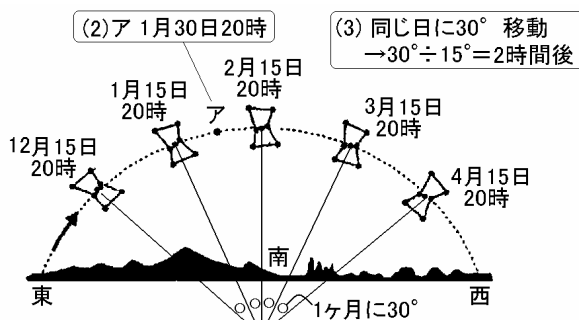 (2)ア 1月30日20時
(3) 同じ日に30° 移動
→30°÷15°＝2時間後
2月15日
20時
1月15日
20時
ア
3月15日
20時
12月15日
20時
4月15日
20時
南
東
西
1ヶ月に30°